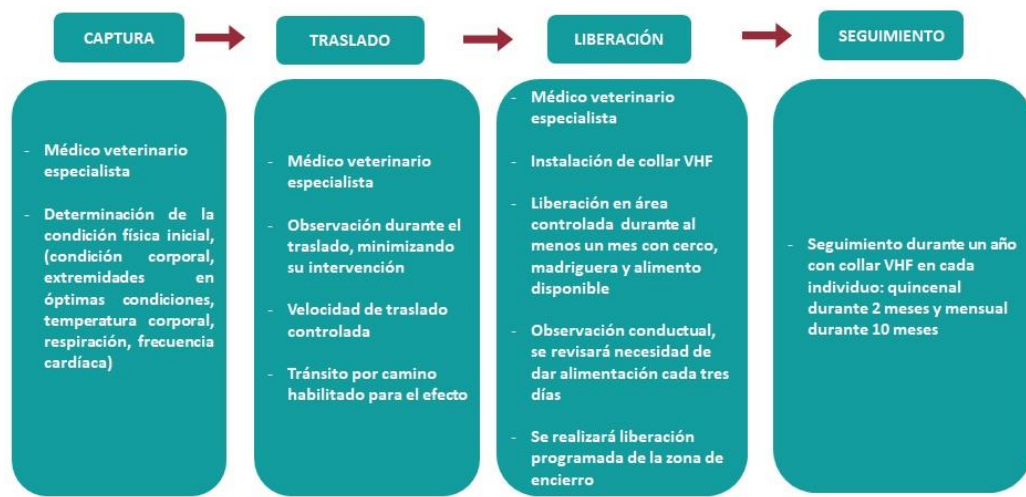 CAPTURA
TRASLADO
LIBERACIÓN
SEGUIMIENTO
- Médico veterinario
especialista
- Determinación de la
condición física inicial,
(condición corporal,
extremidades en
óptimas condiciones,
temperatura corporal,
respiración, frecuencia
cardíaca)
- Médico veterinario
especialista
- Observación durante el
traslado, minimizando
su intervención
- Velocidad de traslado
controlada
- Tránsito por camino
habilitado para el efecto
- Médico veterinario
especialista
- Instalación de collar VHF
- Liberación en área
controlada durante al
menos un mes con cerco,
madriguera y alimento
disponible
- Observación conductual,
se revisará necesidad de
dar alimentación cada tres
días
- Se realizará liberación
programada de la zona de
encierro
- Seguimiento durante un año
con collar VHF en cada
individuo: quincenal
durante 2 meses y mensual
durante 10 meses